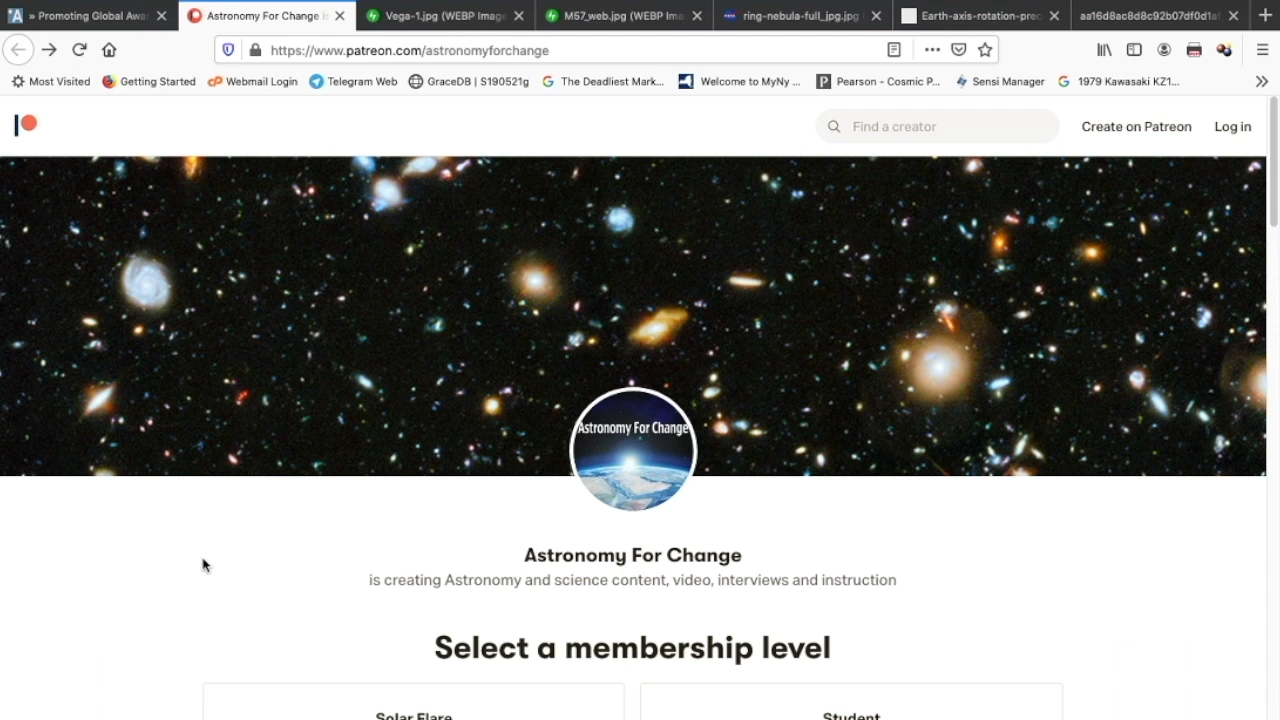 » Promoting Global Awar
Astronomy For Change is
Vega-1.jpg (WEBP Image
M57_web.jpg (WEBP Ima
ring-nebula-full_jpg.jpg
Earth-axis-rotation-prec
https://www.patreon.com/astronomyforchange
Most Visited
Getting Started
Webmail Login
Telegram Web
GraceDB | S190521g
The Deadliest Mark...
Welcome to MyNy ...
Pearson - Cosmic P...
Sensi Manager
1979 Kawasaki KZ1...
Find a creator
Create on Patreon
Log in
Astronomy For Change
Astronomy For Change
is creating Astronomy and science content, video, interviews and instruction
Select a membership level
Solar Flare
Student